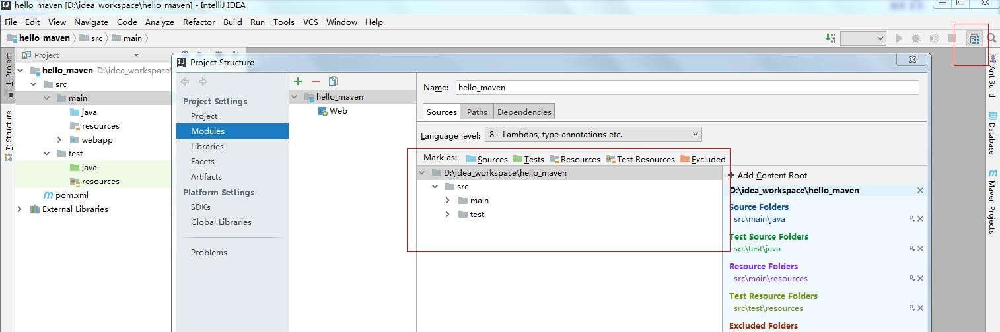 hello_maven [D:\idea_workspace\hello_maven] - IntelliJ IDEA
File Edit View Navigate Code Analyze Refactor Build Run Tools VCS Window Help
hello_maven src main
1: Project
7: Structure
Project
hello_maven D:\idea_workspace\
src
main
java
resources
webapp
test
java
resources
pom.xml
External Libraries
Project Structure
Project Settings
Project
Modules
Libraries
Facets
Artifacts
Platform Settings
SDKs
Global Libraries
Problems
hello_maven
Web
Name: hello_maven
Sources Paths Dependencies
Language level: 8 - Lambdas, type annotations etc.
Mark as: Sources Tests Resources Test Resources Excluded
D:\idea_workspace\hello_maven
src
main
test
+ Add Content Root
D:\idea_workspace\hello_maven
Source Folders
src\main\java
Test Source Folders
src\test\java
Resource Folders
src\main\resources
Test Resource Folders
src\test\resources
Excluded Folders
Ant Build
Database
Maven Projects